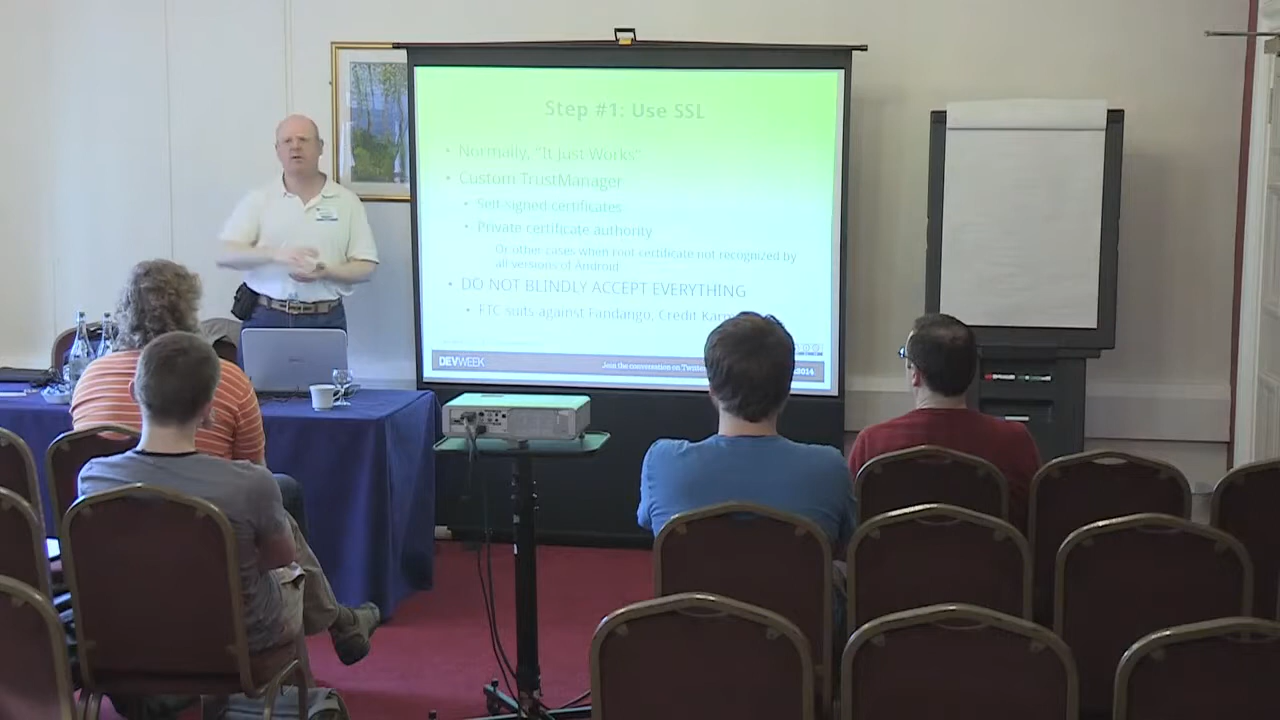 Step #1: Use SSL
• Normally, "It Just Works"
• Custom TrustManager
• Self-signed certificates
• Private certificate authority
Or other cases when root certificate not recognized by
all versions of Android
• DO NOT BLINDLY ACCEPT EVERYTHING
• FTC suits against Fandango, Credit
DEVWEEK
Join the conversation on 2014